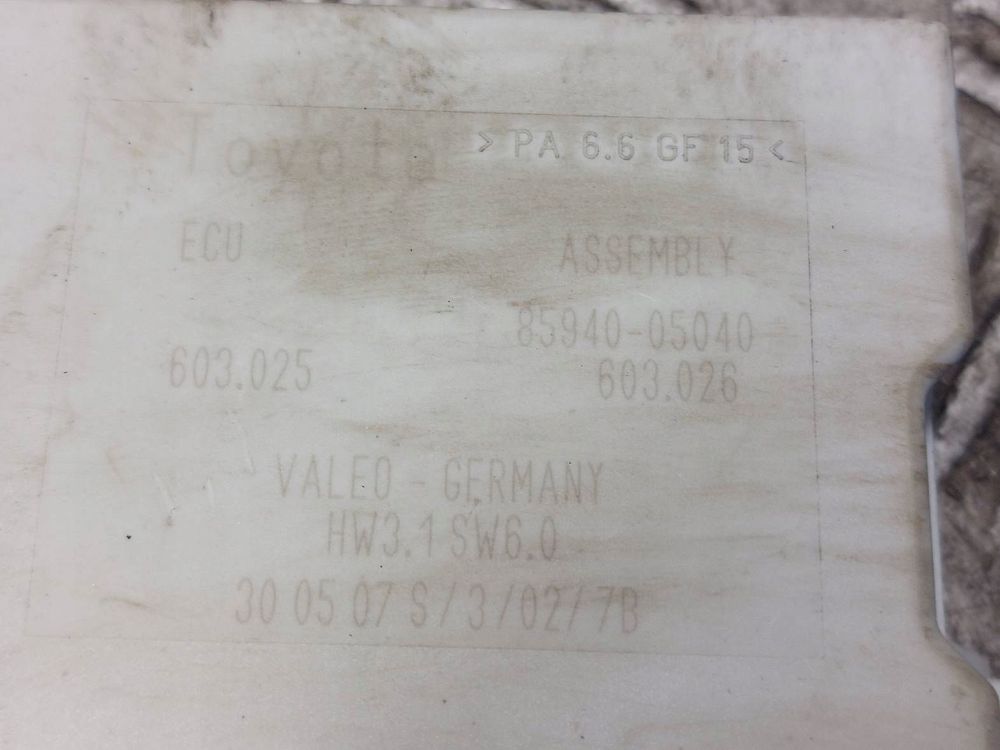 Toyota > PA 6.6 GF 15 <
ECU ASSEMBLY
85940-05040
603.025 603.026
VALEO - GERMANY
HW3.1 SW6.0
30 05 07 S/3/02/7B